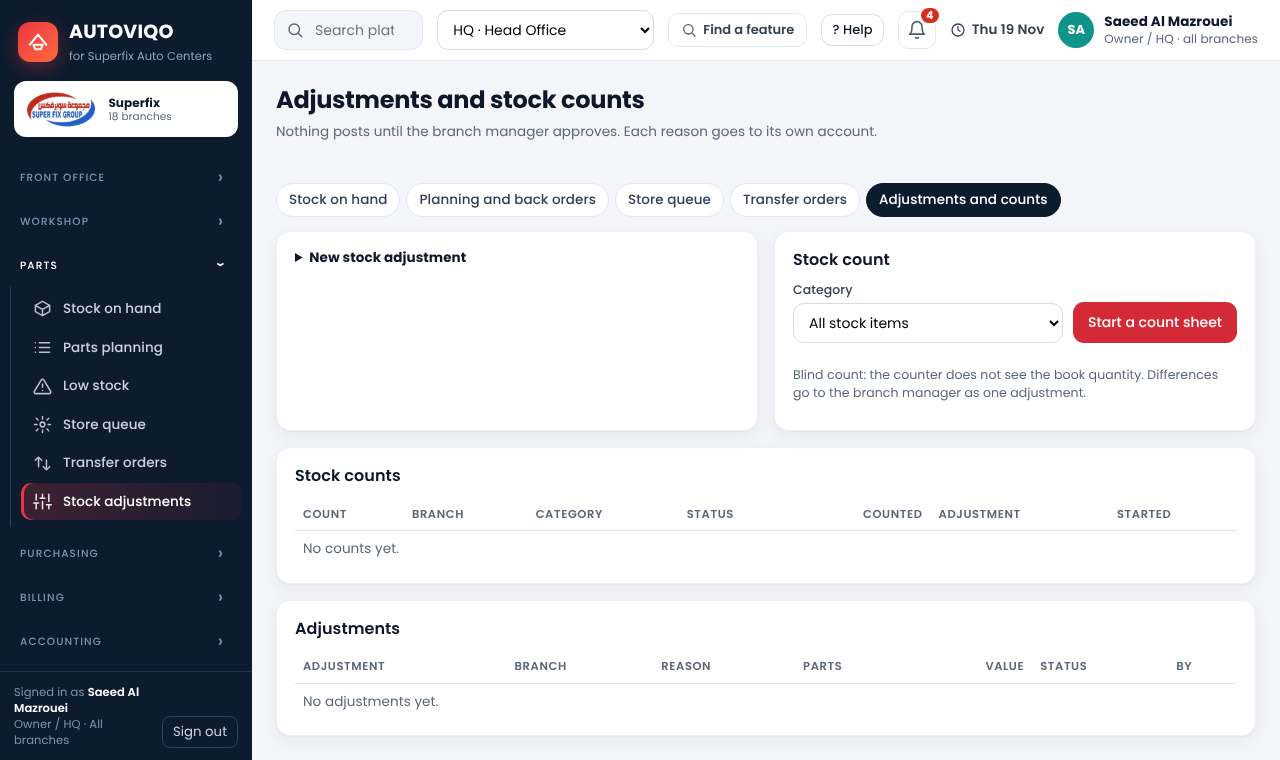 AUTOVIQO
for Superfix Auto Centers
مجموعة سوبر فكس
SUPER FIX GROUP
Superfix
18 branches
FRONT OFFICE
WORKSHOP
PARTS
Stock on hand
Parts planning
Low stock
Store queue
Transfer orders
Stock adjustments
PURCHASING
BILLING
ACCOUNTING
Signed in as Saeed Al
Mazrouei
Owner / HQ · All
branches
Sign out
Search plat
HQ · Head Office
Find a feature
? Help
4
Thu 19 Nov
SA
Saeed Al Mazrouei
Owner / HQ · all branches
Adjustments and stock counts
Nothing posts until the branch manager approves. Each reason goes to its own account.
Stock on hand
Planning and back orders
Store queue
Transfer orders
Adjustments and counts
New stock adjustment
Stock count
Category
All stock items
Start a count sheet
Blind count: the counter does not see the book quantity. Differences
go to the branch manager as one adjustment.
Stock counts
COUNT BRANCH CATEGORY STATUS COUNTED ADJUSTMENT STARTED
No counts yet.
Adjustments
ADJUSTMENT BRANCH REASON PARTS VALUE STATUS BY
No adjustments yet.